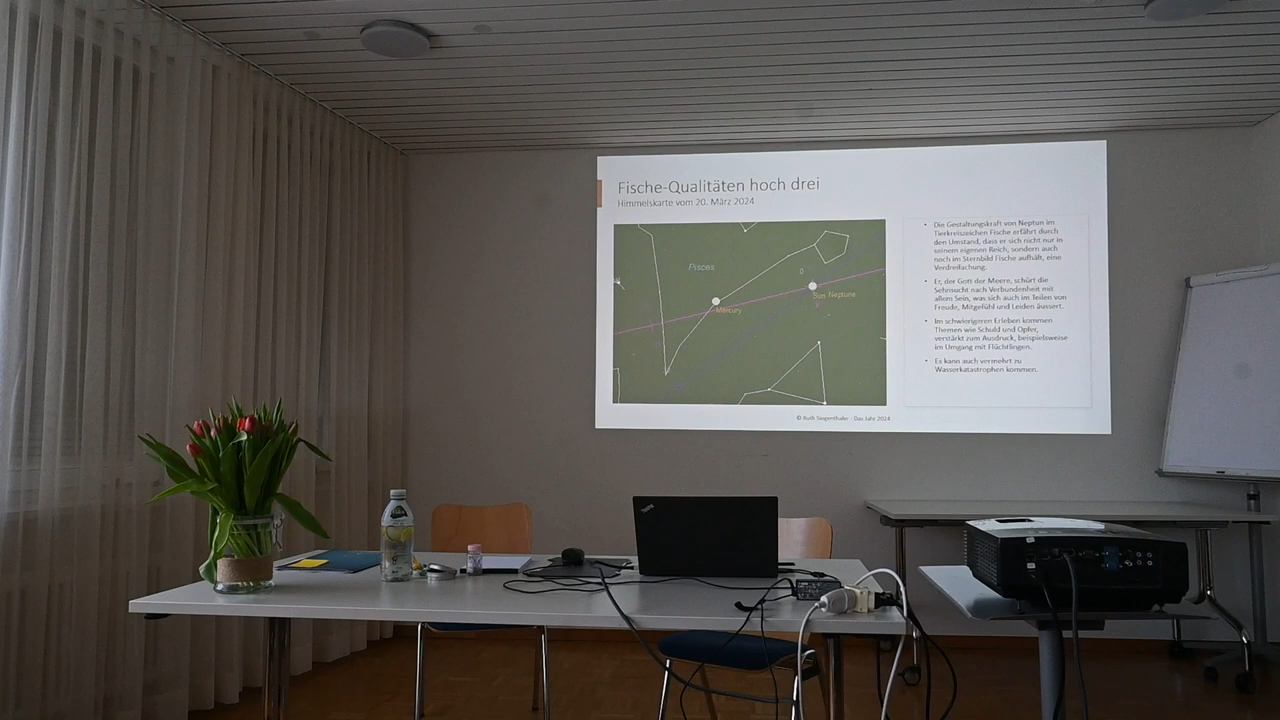 Fische-Qualitäten hoch drei
Himmelskarte vom 20. März 2024
Pisces
Mercury
0
Sun Neptune
• Die Gestaltungskraft von Neptun im
Tierkreiszeichen Fische erfährt durch
den Umstand, dass er sich nicht nur in
seinem eigenen Reich, sondern auch
noch im Sternbild Fische aufhält, eine
Verdreifachung.
• Er, der Gott der Meere, schürt die
Sehnsucht nach Verbundenheit mit
allem Sein, was sich auch im Teilen von
Freude, Mitgefühl und Leiden äussert.
• Im schwierigeren Erleben kommen
Themen wie Schuld und Opfer,
verstärkt zum Ausdruck, beispielsweise
im Umgang mit Flüchtlingen.
• Es kann auch vermehrt zu
Wasserkatastrophen kommen.
© Ruth Siegenthaler - Das Jahr 2024
ThinkPad